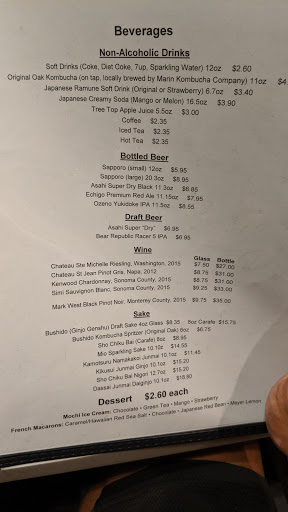 Beverages
Non-Alcoholic Drinks
Soft Drinks (Coke, Diet Coke, 7up, Sparkling Water) 12oz $2.60
Original Oak Kombucha (on tap, locally brewed by Marin Kombucha Company) 11oz $4.
Japanese Ramune Soft Drink (Original or Strawberry) 6.7oz $3.40
Japanese Creamy Soda (Mango or Melon) 16.5oz $3.90
Tree Top Apple Juice 5.5oz $3.00
Coffee $2.35
Iced Tea $2.35
Hot Tea $2.35
Bottled Beer
Sapporo (small) 12oz $5.95
Sapporo (large) 20.3oz $8.95
Asahi Super Dry Black 11.3oz $6.85
Echigo Premium Red Ale 11.15oz $7.95
Ozeno Yukidoke IPA 11.5oz $8.55
Draft Beer
Asahi Super "Dry" $6.95
Bear Republic Racer 5 IPA $6.95
Wine
Glass Bottle
Chateau Ste Michelle Riesling, Washington, 2015 $7.50 $27.00
Chateau St Jean Pinot Gris, Napa, 2012 $8.75 $31.00
Kenwood Chardonnay, Sonoma County, 2015 $8.75 $31.00
Simi Sauvignon Blanc, Sonoma County, 2015 $9.25 $33.00
Mark West Black Pinot Noir, Monterey County, 2015 $9.75 $35.00
Sake
Bushido (Ginjo Genshu) Draft Sake 4oz Glass $8.35 8oz Carafe $15.75
Bushido Kombucha Spritzer (Original Oak) 8oz $6.75
Sho Chiku Bai (Carafe) 8oz $8.95
Mio Sparkling Sake 10.1oz $14.55
Kamotsuru Namakakoi Junmai 10.1oz $11.45
Kikusui Junmai Ginjo 10.1oz $15.20
Sho Chiku Bai Nigori 12.7oz $15.20
Dassai Junmai Daiginjo 10.1oz
Dessert $2.60 each
Mochi Ice Cream: Chocolate • Green Tea • Mango • Strawberry
French Macarons: Caramel/Hawaiian Red Sea Salt • Chocolate • Japanese Red Bean • Meyer Lemon